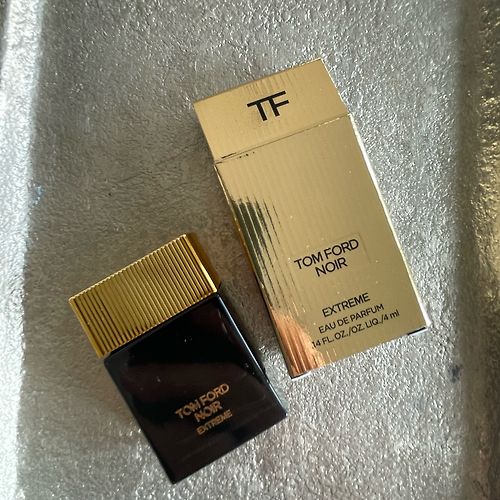 TF
TOM FORD
NOIR
EXTREME
EAU DE PARFUM
.14 FL.OZ./OZ.LIQ./4 ml
TOM FORD
NOIR
EXTREME